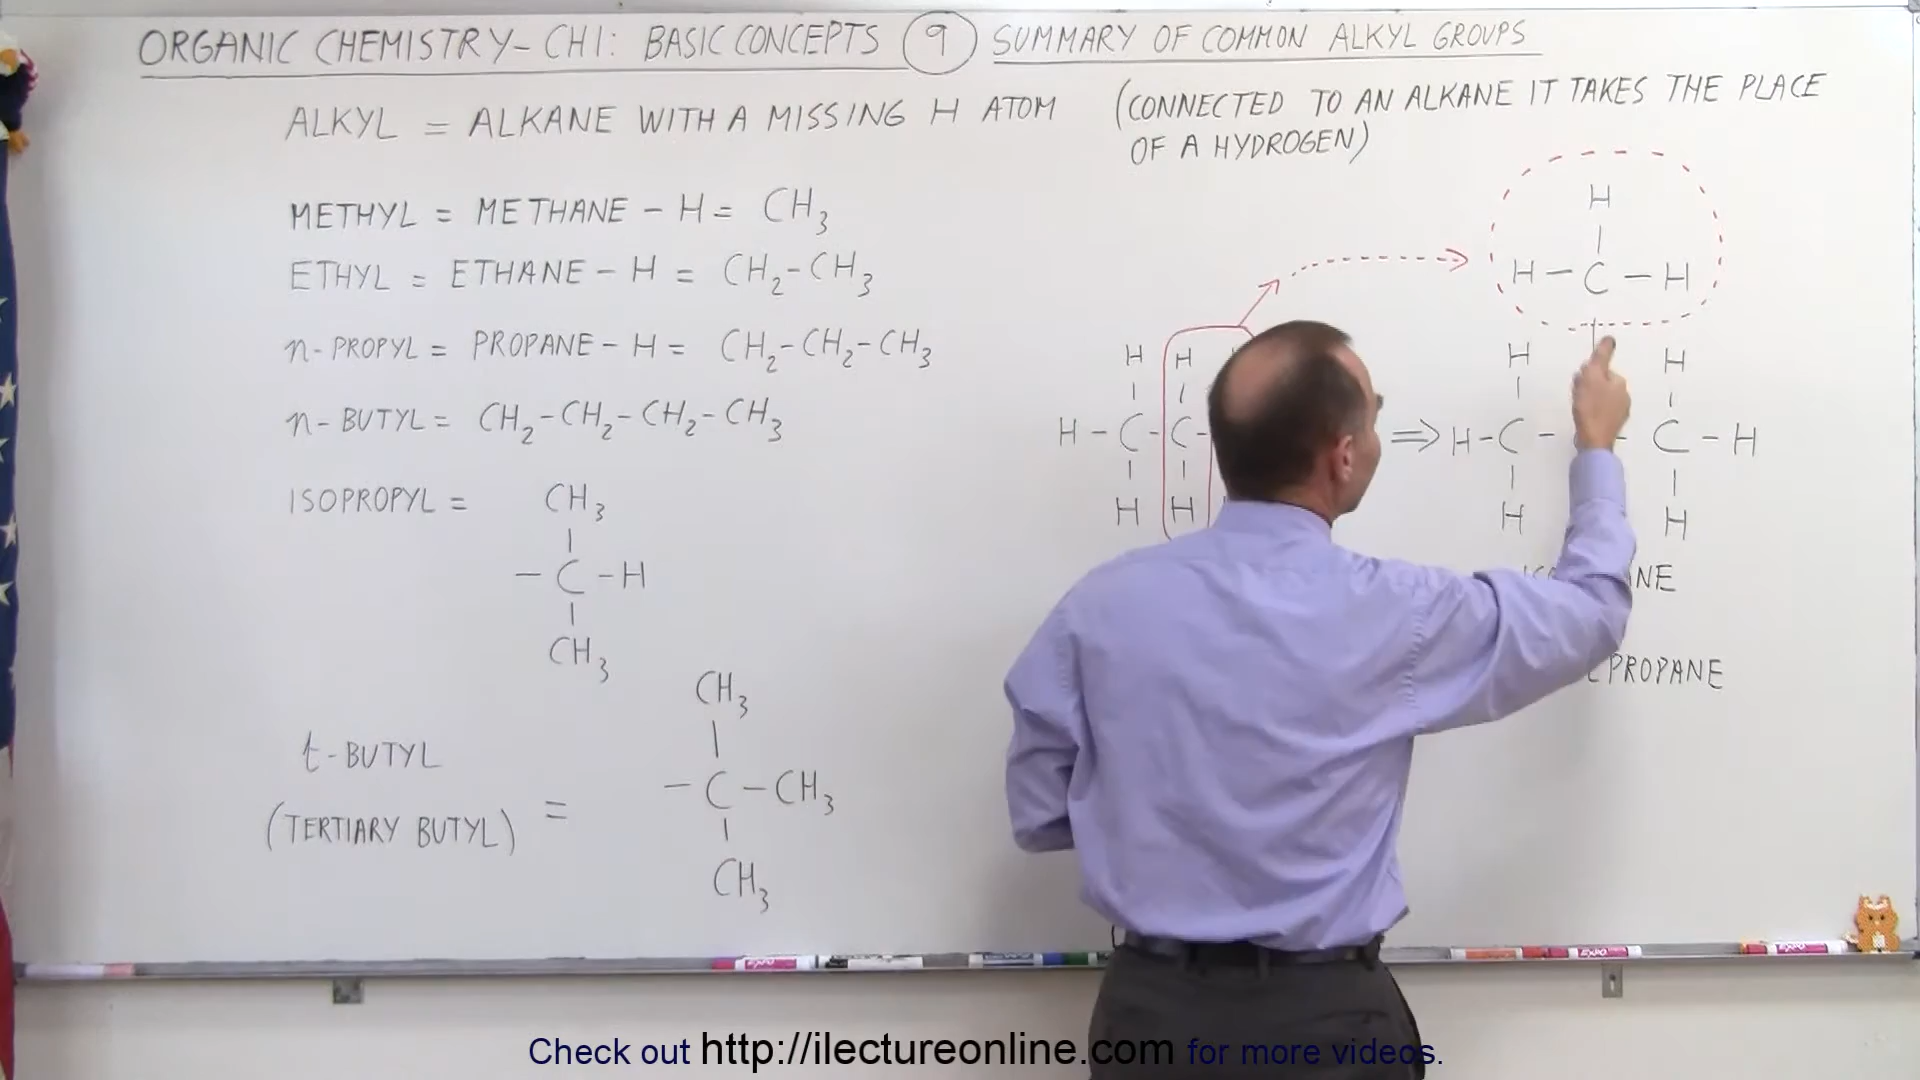 ORGANIC CHEMISTRY - CH1: BASIC CONCEPTS 9 SUMMARY OF COMMON ALKYL GROUPS
ALKYL = ALKANE WITH A MISSING H ATOM (CONNECTED TO AN ALKANE IT TAKES THE PLACE
OF A HYDROGEN)
METHYL = METHANE - H = CH3
ETHYL = ETHANE - H = CH2-CH3
n-PROPYL = PROPANE - H = CH2-CH2-CH3
n-BUTYL = CH2-CH2-CH2-CH3
ISOPROPYL = CH3
|
- C - H
|
CH3
t-BUTYL
(TERTIARY BUTYL) =
CH3
|
- C - CH3
|
CH3
H H
| |
H - C - C -
| |
H H
H
|
H - C - H
|
H H
| |
⇒ H - C - - C - H
| |
H H
PROPANE
Check out http://ilectureonline.com for more videos.
EXPO
EXPO
EXPO